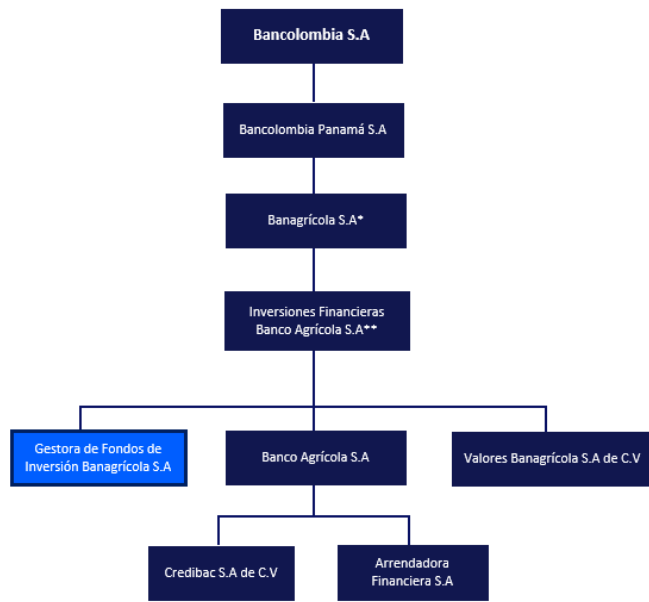 Bancolombia S.A
Bancolombia Panamá S.A
Banagrícola S.A*
Inversiones Financieras
Banco Agrícola S.A**
Gestora de Fondos de
Inversión Banagrícola S.A
Banco Agrícola S.A
Valores Banagrícola S.A de C.V
Credibac S.A de C.V
Arrendadora
Financiera S.A